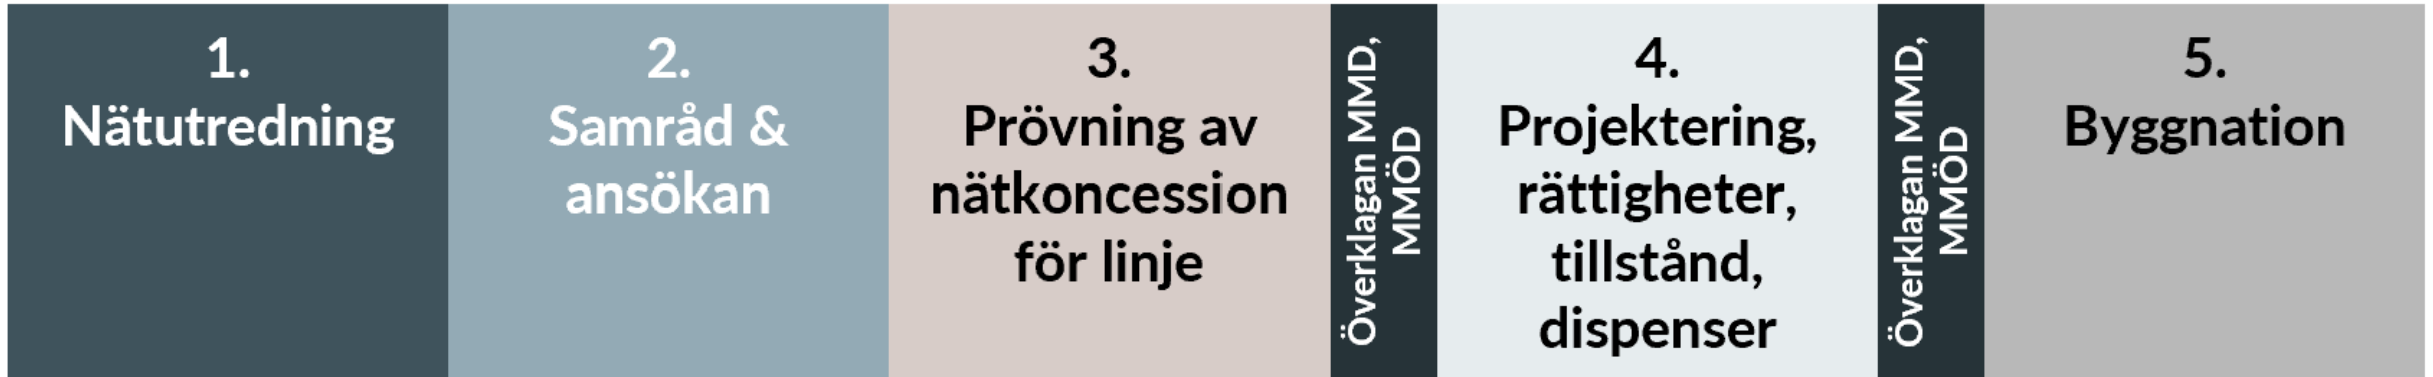 1.
Nätutredning
2.
Samråd &
ansökan
3.
Prövning av
nätkoncession
för linje
Överklagan MMD,
MMÖD
4.
Projektering,
rättigheter,
tillstånd,
dispenser
Överklagan MMD,
MMÖD
5.
Byggnation